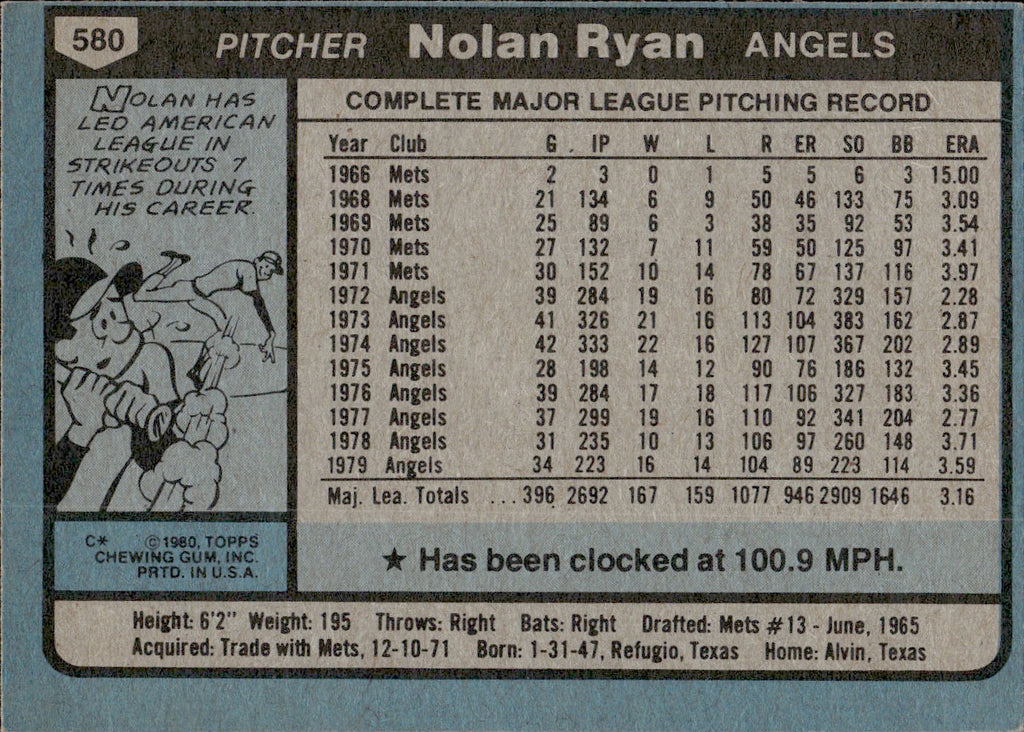 580 PITCHER Nolan Ryan ANGELS
NOLAN HAS
LED AMERICAN
LEAGUE IN
STRIKEOUTS 7
TIMES DURING
HIS CAREER.
COMPLETE MAJOR LEAGUE PITCHING RECORD
Year Club G IP W L R ER SO BB ERA
1966 Mets 2 3 0 1 5 5 6 3 15.00
1968 Mets 21 134 6 9 50 46 133 75 3.09
1969 Mets 25 89 6 3 38 35 92 53 3.54
1970 Mets 27 132 7 11 59 50 125 97 3.41
1971 Mets 30 152 10 14 78 67 137 116 3.97
1972 Angels 39 284 19 16 80 72 329 157 2.28
1973 Angels 41 326 21 16 113 104 383 162 2.87
1974 Angels 42 333 22 16 127 107 367 202 2.89
1975 Angels 28 198 14 12 90 76 186 132 3.45
1976 Angels 39 284 17 18 117 106 327 183 3.36
1977 Angels 37 299 19 16 110 92 341 204 2.77
1978 Angels 31 235 10 13 106 97 260 148 3.71
1979 Angels 34 223 16 14 104 89 223 114 3.59
Maj. Lea. Totals ...396 2692 167 159 1077 946 2909 1646 3.16
C* ©1980, TOPPS
CHEWING GUM, INC.
PRTD. IN U.S.A.
★ Has been clocked at 100.9 MPH.
Height: 6'2" Weight: 195 Throws: Right Bats: Right Drafted: Mets #13 - June, 1965
Acquired: Trade with Mets, 12-10-71 Born: 1-31-47, Refugio, Texas Home: Alvin, Texas